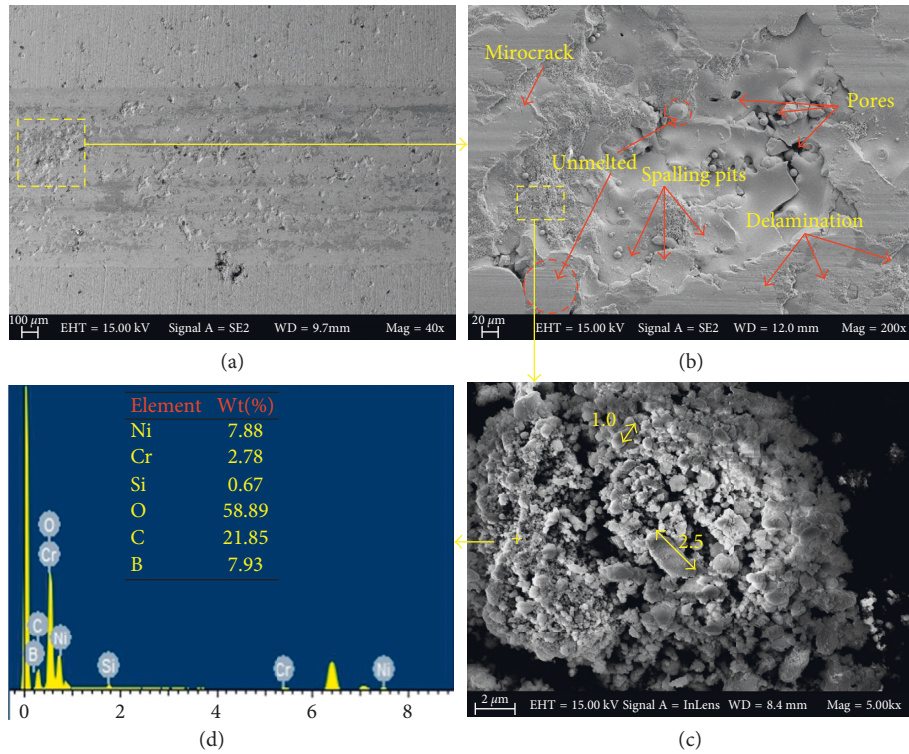 100 µm EHT = 15.00 kV Signal A = SE2 WD = 9.7mm Mag = 40x
(a)
Mirocrack
Pores
Unmelted
Spalling pits
Delamination
20 µm EHT = 15.00 kV Signal A = SE2 WD = 12.0 mm Mag = 200x
(b)
Element Wt(%)
Ni 7.88
Cr 2.78
Si 0.67
O 58.89
C 21.85
B 7.93
O
Cr
C
Ni
B
Si
Cr
Ni
0 2 4 6 8
(d)
1.0
2.5
2 µm EHT = 15.00 kV Signal A = InLens WD = 8.4 mm Mag = 5.00kx
(c)